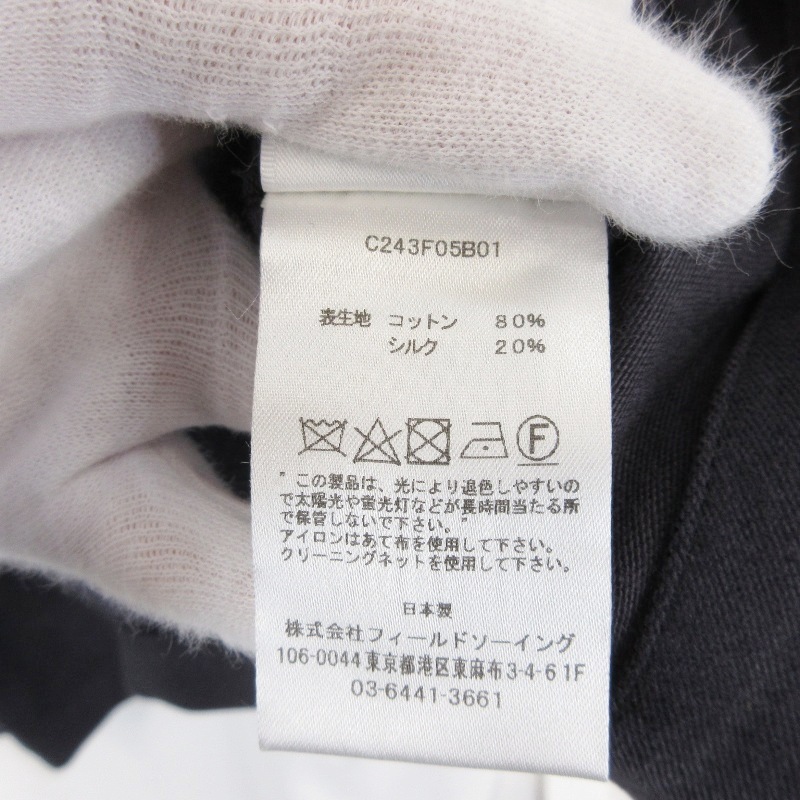 C243F05B01
表生地 コットン 80%
シルク 20%
F
" この製品は、光により退色しやすいの
で太陽光や蛍光灯などが長時間当たる所
で保管しないで下さい。"
アイロンはあて布を使用して下さい。
クリーニングネットを使用して下さい。
日本製
株式会社フィールドソーイング
106-0044東京都港区東麻布3-4-6 1F
03-6441-3661